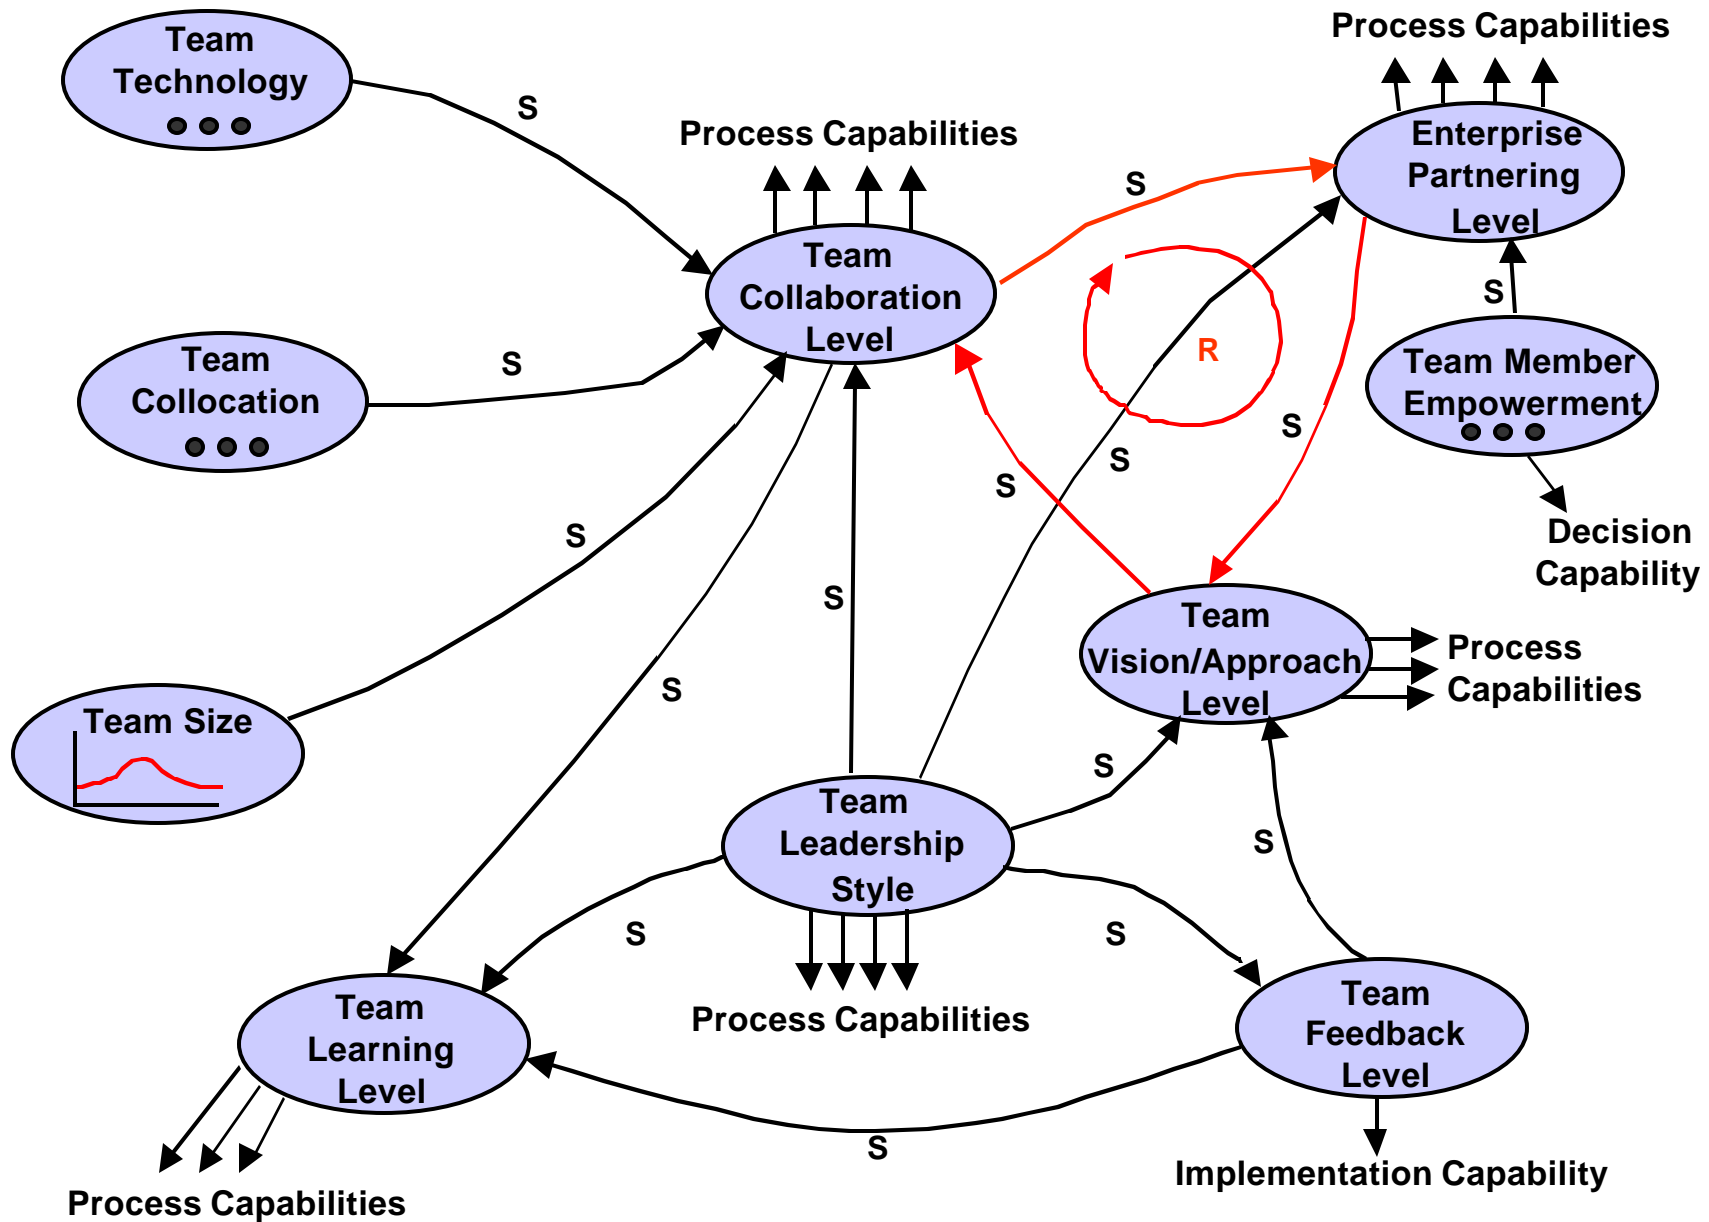 Team
Technology
S
Process Capabilities
Process Capabilities
Enterprise
Partnering
Level
S
Team
Collaboration
Level
S
R
Team Member
Empowerment
Decision
Capability
Team
Collocation
S
S
S
S
S
S
S
Team
Vision/Approach
Level
Process
Capabilities
Team Size
S
S
Team
Leadership
Style
S
S
S
Process Capabilities
Team
Learning
Level
Process Capabilities
S
Team
Feedback
Level
Implementation Capability